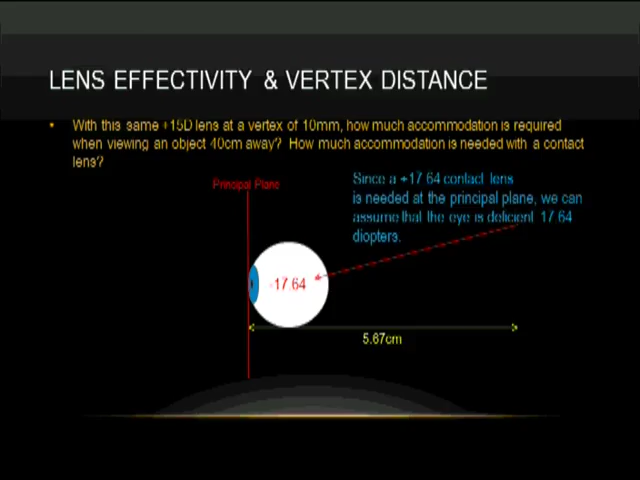 LENS EFFECTIVITY & VERTEX DISTANCE
• With this same +15D lens at a vertex of 10mm, how much accommodation is required
when viewing an object 40cm away? How much accommodation is needed with a contact
lens?
Principal Plane
Since a +17.64 contact lens
is needed at the principal plane, we can
assume that the eye is deficient 17.64
diopters.
-17.64
5.67cm